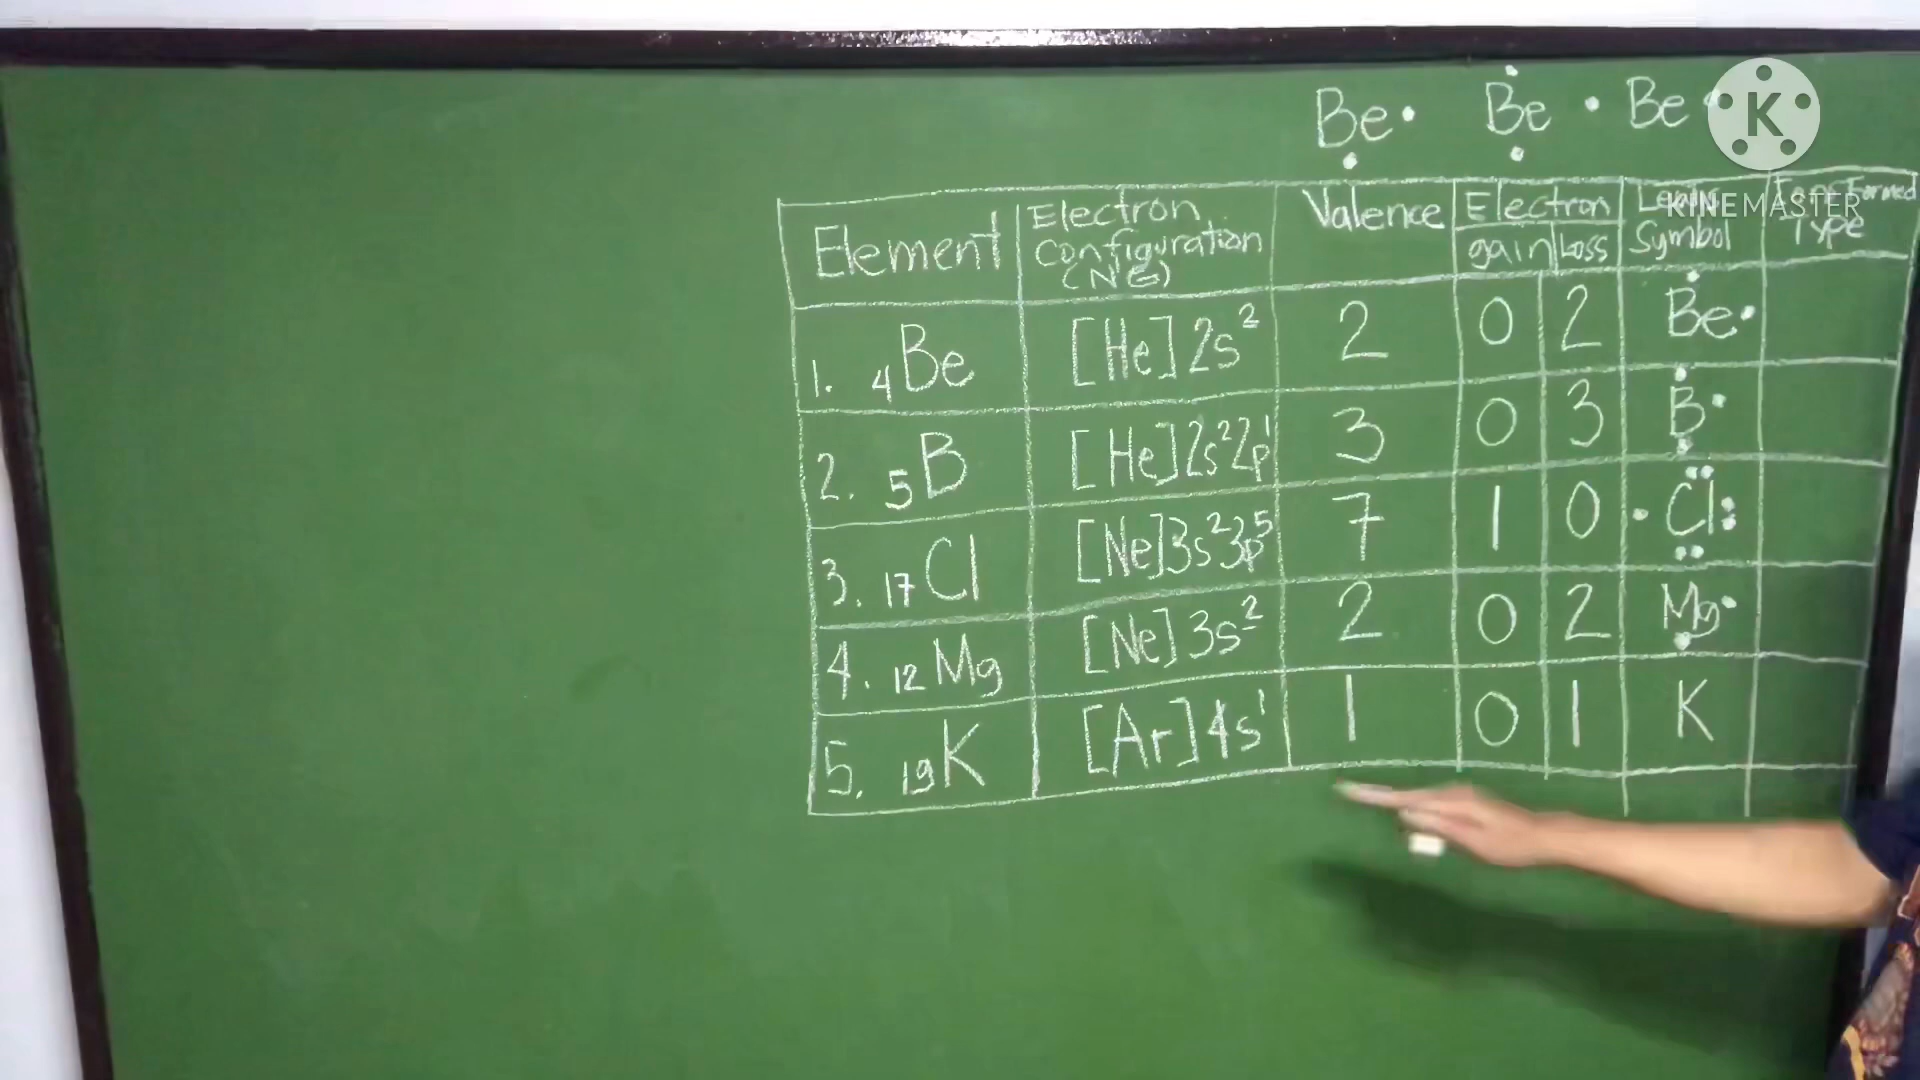 Be Be Be
K
KINEMASTER
Element Electron Configuration (NG) Valence Electron gain Loss Lewis Symbol Ion Formed Type
1. 4Be [He] 2s² 2 0 2 Be
2. 5B [He] 2s²2p¹ 3 0 3 B
3. 17Cl [Ne] 3s²3p⁵ 7 1 0 Cl
4. 12Mg [Ne] 3s² 2 0 2 Mg
5. 19K [Ar] 4s¹ 1 0 1 K